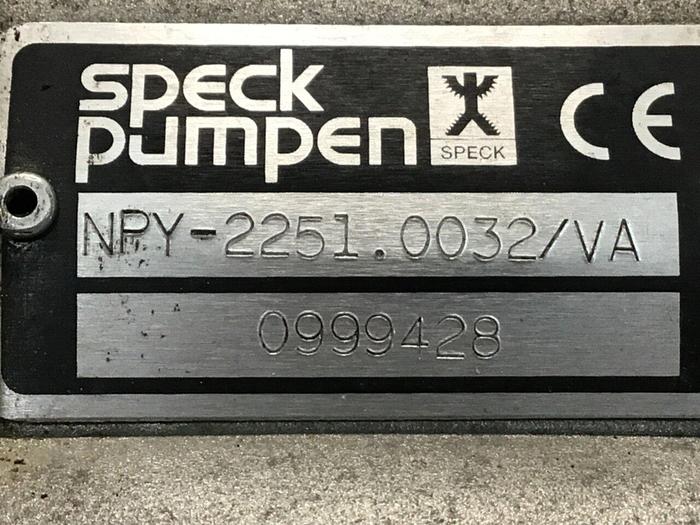 speck
pumpen
SPECK
CE
NPY-2251.0032/VA
0999428